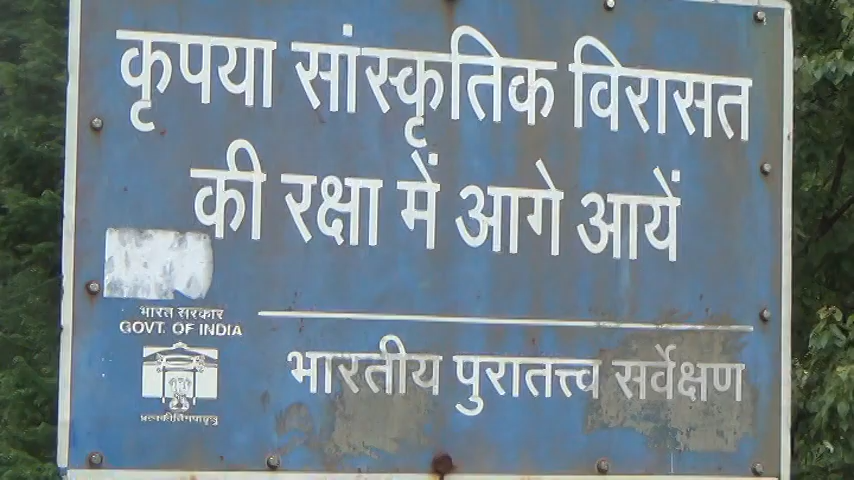 कृपया सांस्कृतिक विरासत
की रक्षा में आगे आयें
भारत सरकार
GOVT. OF INDIA
भारतीय पुरातत्त्व सर्वेक्षण